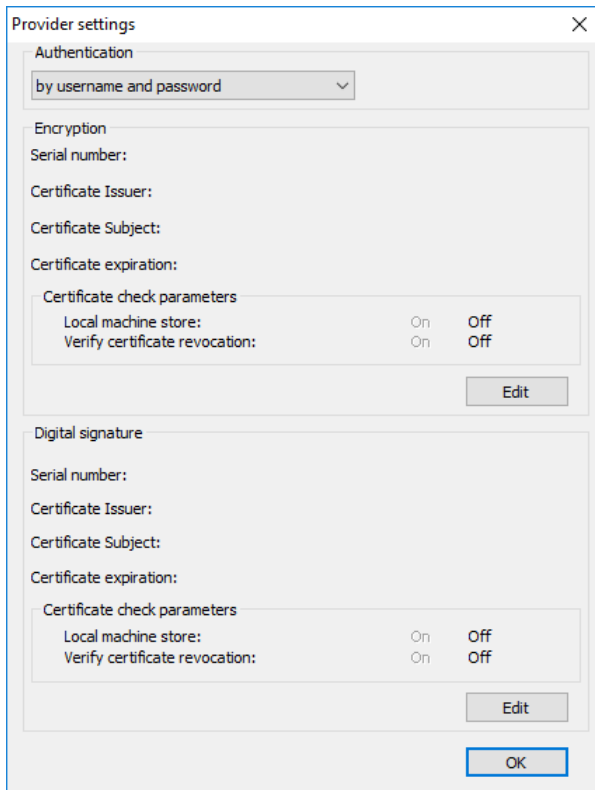 Provider settings
Authentication
by username and password
Encryption
Serial number:
Certificate Issuer:
Certificate Subject:
Certificate expiration:
Certificate check parameters
Local machine store: On Off
Verify certificate revocation: On Off
Edit
Digital signature
Serial number:
Certificate Issuer:
Certificate Subject:
Certificate expiration:
Certificate check parameters
Local machine store: On Off
Verify certificate revocation: On Off
Edit
OK